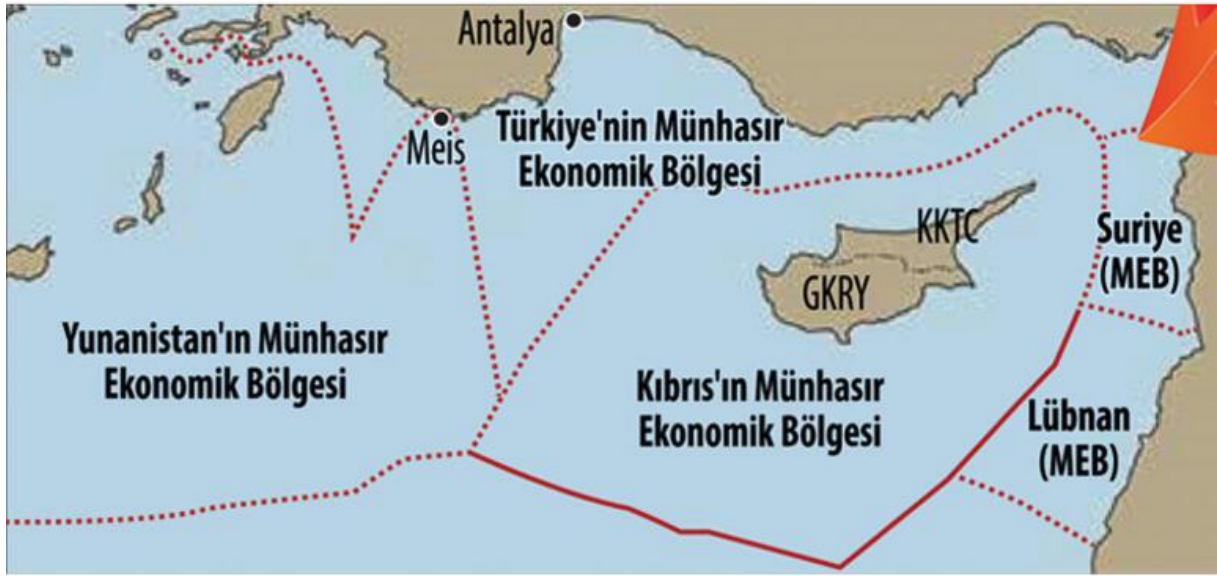 Antalya
Meis
Türkiye'nin Münhasır
Ekonomik Bölgesi
KKTC
GKRY
Suriye
(MEB)
Yunanistan'ın Münhasır
Ekonomik Bölgesi
Kıbrıs'ın Münhasır
Ekonomik Bölgesi
Lübnan
(MEB)